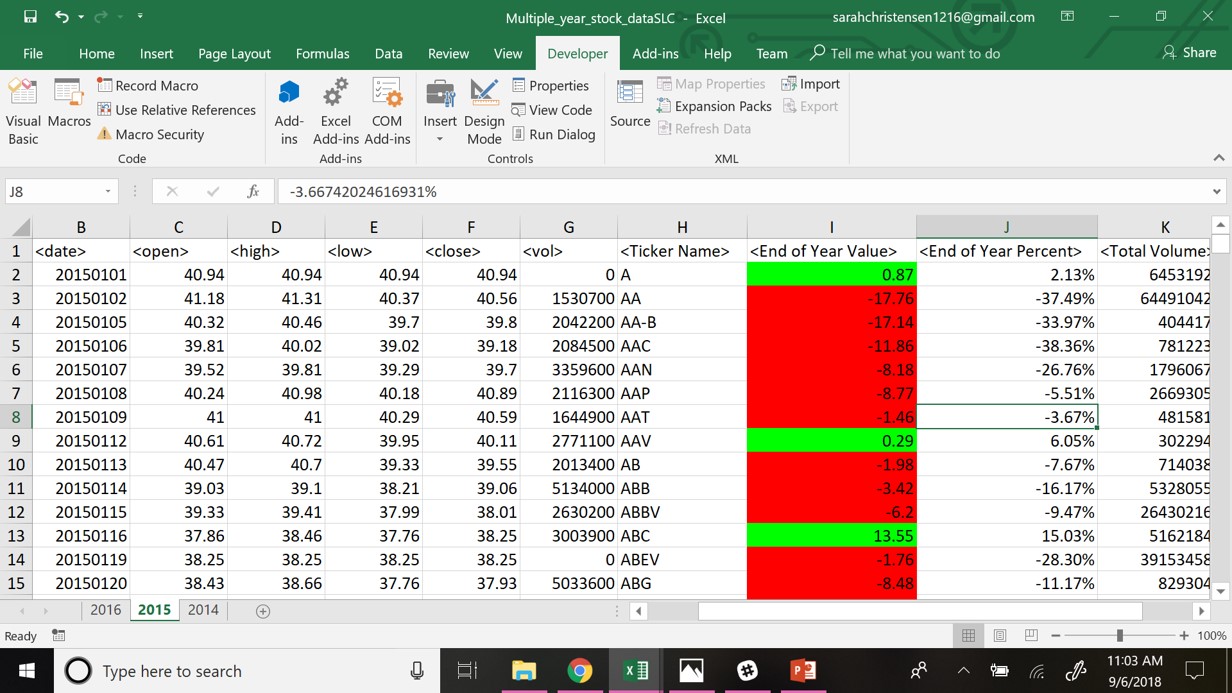 Multiple_year_stock_dataSLC - Excel sarahchristensen1216@gmail.com
File Home Insert Page Layout Formulas Data Review View Developer Add-ins Help Team Tell me what you want to do Share
Visual Basic Macros Record Macro Use Relative References Macro Security
Add-ins Excel Add-ins COM Add-ins
Insert Design Mode Properties View Code Run Dialog
Source Map Properties Expansion Packs Refresh Data Import Export
Code Add-ins Controls XML
J8 fx -3.66742024616931%
B C D E F G H I J K
1 <date> <open> <high> <low> <close> <vol> <Ticker Name> <End of Year Value> <End of Year Percent> <Total Volume>
2 20150101 40.94 40.94 40.94 40.94 0 A 0.87 2.13% 6453192
3 20150102 41.18 41.31 40.37 40.56 1530700 AA -17.76 -37.49% 64491042
4 20150105 40.32 40.46 39.7 39.8 2042200 AA-B -17.14 -33.97% 404417
5 20150106 39.81 40.02 39.02 39.18 2084500 AAC -11.86 -38.36% 781223
6 20150107 39.52 39.81 39.29 39.7 3359600 AAN -8.18 -26.76% 1796067
7 20150108 40.24 40.98 40.18 40.89 2116300 AAP -8.77 -5.51% 2669305
8 20150109 41 41 40.29 40.59 1644900 AAT -1.46 -3.67% 481581
9 20150112 40.61 40.72 39.95 40.11 2771100 AAV 0.29 6.05% 302294
10 20150113 40.47 40.7 39.33 39.55 2013400 AB -1.98 -7.67% 714038
11 20150114 39.03 39.1 38.21 39.06 5134000 ABB -3.42 -16.17% 5328055
12 20150115 39.33 39.41 37.99 38.01 2630200 ABBV -6.2 -9.47% 26430216
13 20150116 37.86 38.46 37.76 38.25 3003900 ABC 13.55 15.03% 5162184
14 20150119 38.25 38.25 38.25 38.25 0 ABEV -1.76 -28.30% 39153458
15 20150120 38.43 38.66 37.76 37.93 5033600 ABG -8.48 -11.17% 829304
2016 2015 2014
Ready 100%
Type here to search 11:03 AM
9/6/2018